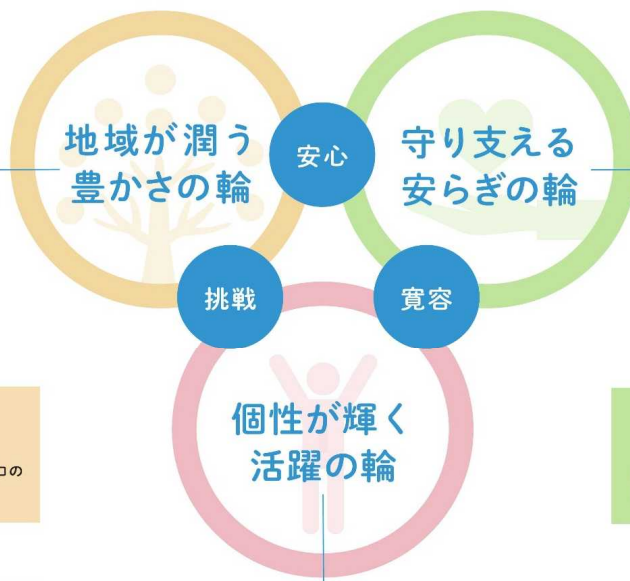 地域が潤う
豊かさの輪
安心
守り支える
安らぎの輪
挑戦
寛容
個性が輝く
活躍の輪
の